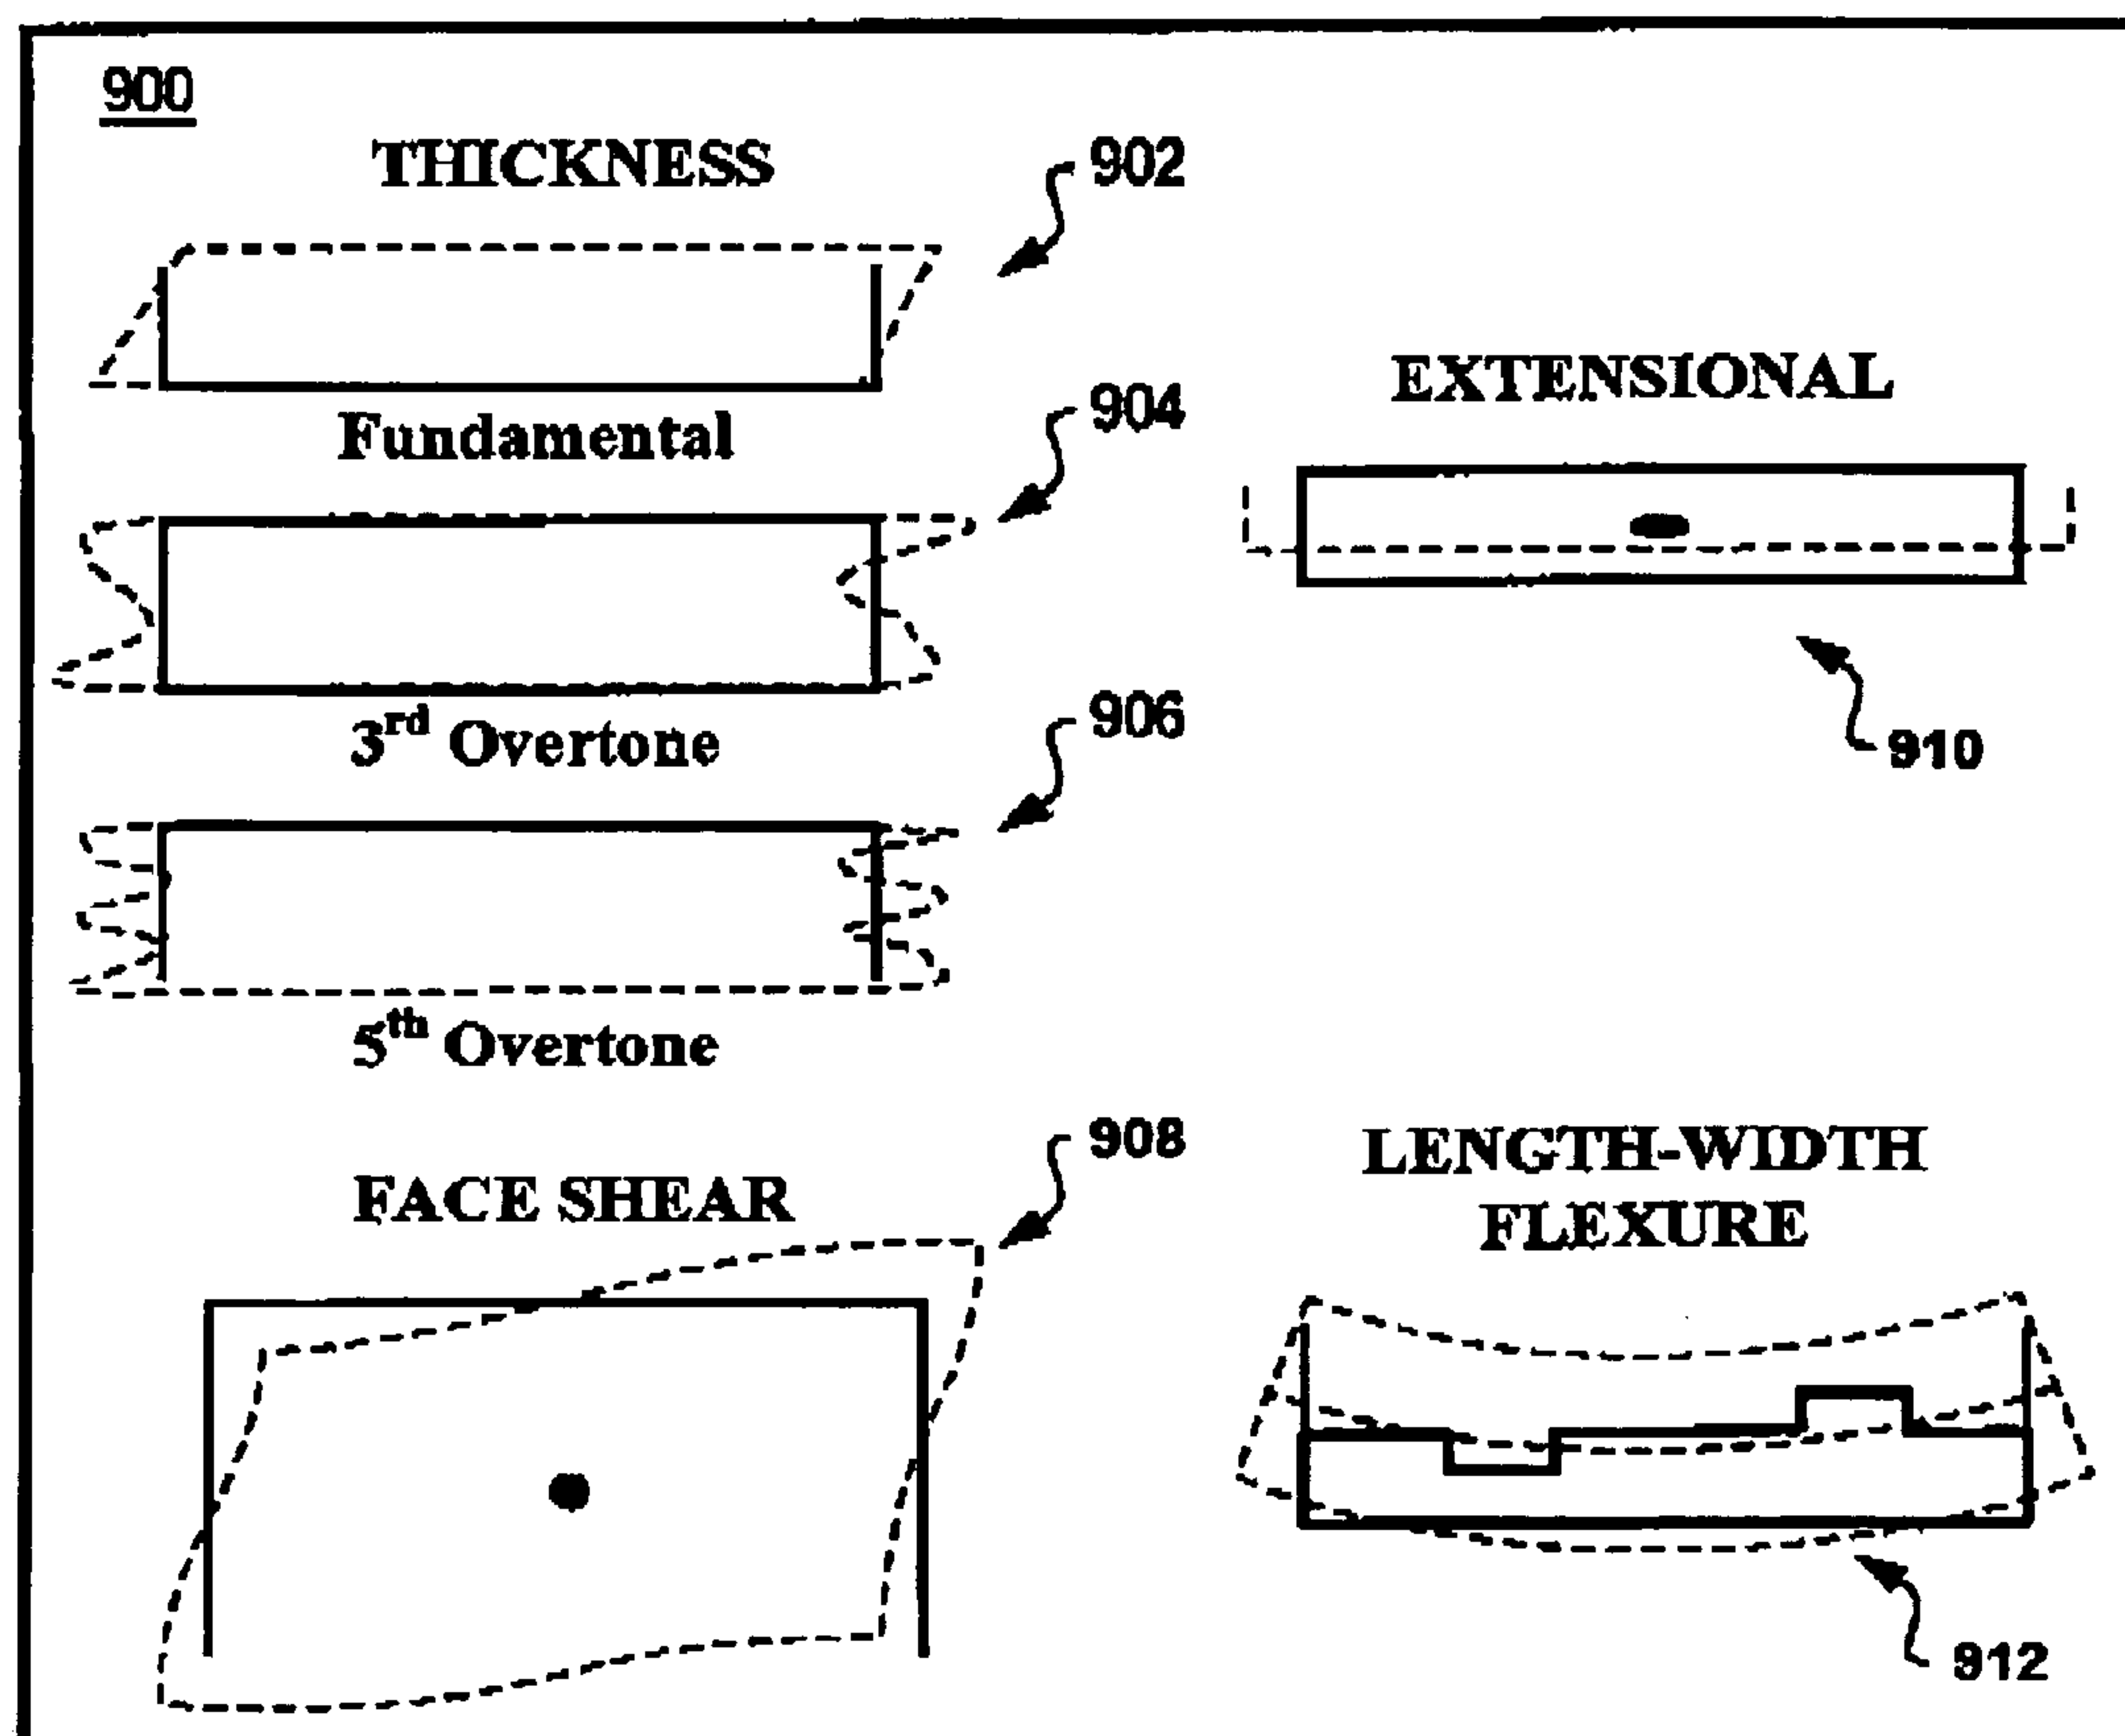 900
THICKNESS
902
Fundamental
904
3rd Overtone
906
5th Overtone
EXTENSIONAL
910
FACE SHEAR
908
LENGTH-WIDTH
FLEXURE
912